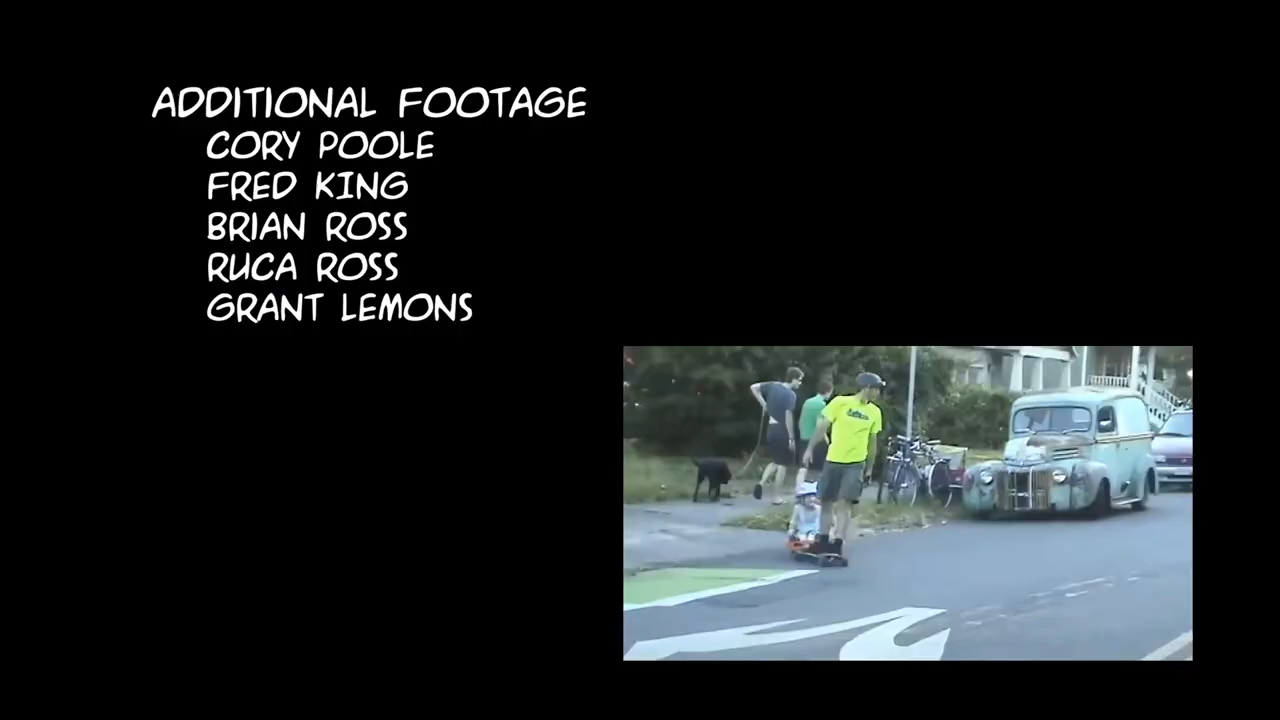 ADDITIONAL FOOTAGE
CORY POOLE
FRED KING
BRIAN ROSS
RUCA ROSS
GRANT LEMONS